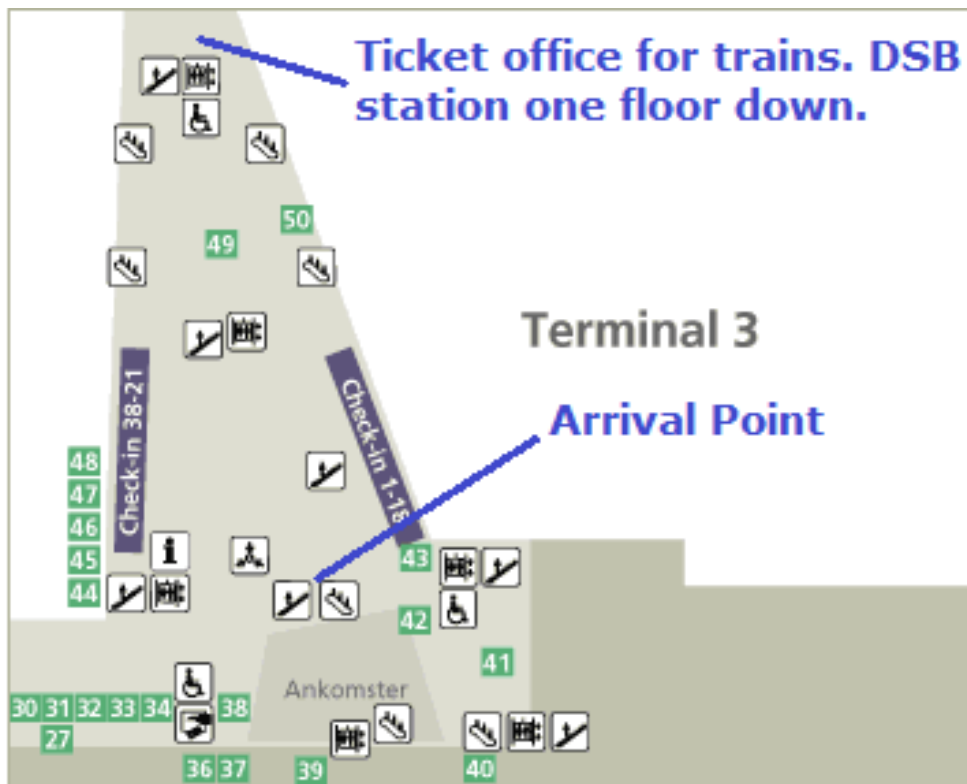 Ticket office for trains. DSB
station one floor down.
50
49
Terminal 3
Check-in 38-21
Check-in 1-18
Arrival Point
48
47
46
45
44
43
42
41
Ankomster
30 31 32 33 34 38
27
36 37 39 40